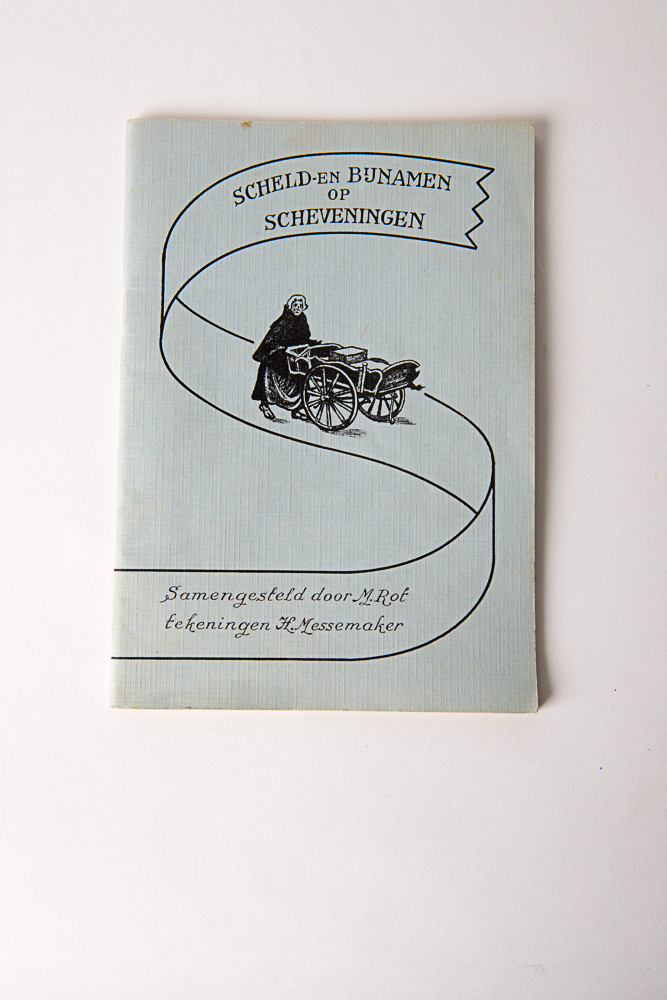 SCHELD-EN BIJNAMEN
OP
SCHEVENINGEN
Samengesteld door M. Rot
tekeningen H. Messemaker